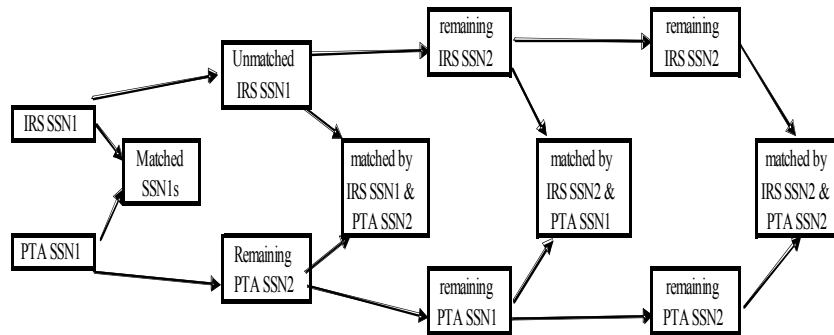 IRS SSN1
PTA SSN1
Matched
SSN1s
Unmatched
IRS SSN1
Remaining
PTA SSN2
matched by
IRS SSN1 &
PTA SSN2
remaining
IRS SSN2
remaining
PTA SSN1
matched by
IRS SSN2 &
PTA SSN1
remaining
IRS SSN2
remaining
PTA SSN2
matched by
IRS SSN2 &
PTA SSN2